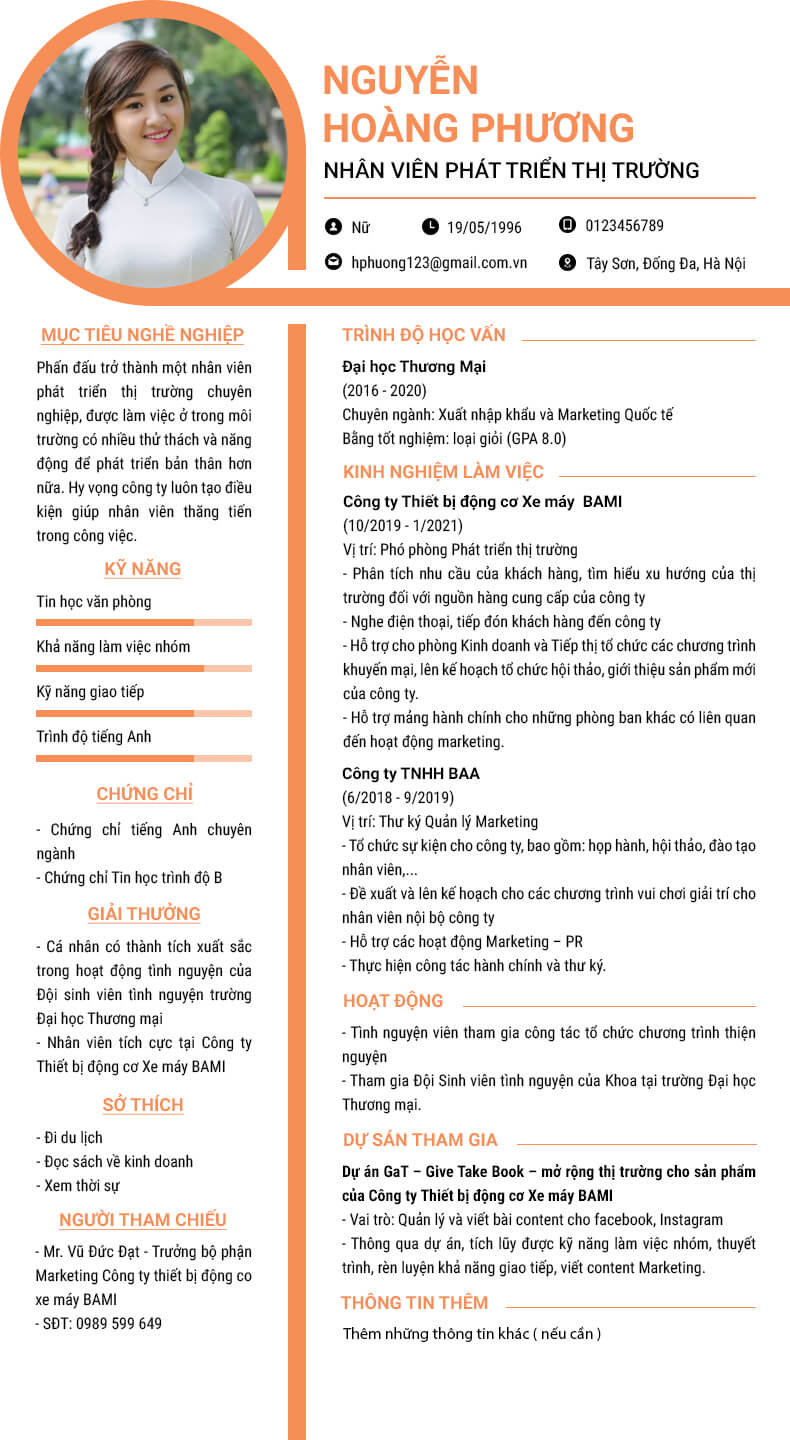 NGUYỄN
HOÀNG PHƯƠNG
NHÂN VIÊN PHÁT TRIỂN THỊ TRƯỜNG
Nữ
19/05/1996
0123456789
hphuong123@gmail.com.vn
Tây Sơn, Đống Đa, Hà Nội
MỤC TIÊU NGHỀ NGHIỆP
Phấn đấu trở thành một nhân viên
phát triển thị trường chuyên
nghiệp, được làm việc ở trong môi
trường có nhiều thử thách và năng
động để phát triển bản thân hơn
nữa. Hy vọng công ty luôn tạo điều
kiện giúp nhân viên thăng tiến
trong công việc.
KỸ NĂNG
Tin học văn phòng
Khả năng làm việc nhóm
Kỹ năng giao tiếp
Trình độ tiếng Anh
CHỨNG CHỈ
- Chứng chỉ tiếng Anh chuyên
ngành
- Chứng chỉ Tin học trình độ B
GIẢI THƯỞNG
- Cá nhân có thành tích xuất sắc
trong hoạt động tình nguyện của
Đội sinh viên tình nguyện trường
Đại học Thương mại
- Nhân viên tích cực tại Công ty
Thiết bị động cơ Xe máy BAMI
SỞ THÍCH
- Đi du lịch
- Đọc sách về kinh doanh
- Xem thời sự
NGƯỜI THAM CHIẾU
- Mr. Vũ Đức Đạt - Trưởng bộ phận
Marketing Công ty thiết bị động co
xe máy BAMI
- SĐT: 0989 599 649
TRÌNH ĐỘ HỌC VẤN
Đại học Thương Mại
(2016 - 2020)
Chuyên ngành: Xuất nhập khẩu và Marketing Quốc tế
Bằng tốt nghiệm: loại giỏi (GPA 8.0)
KINH NGHIỆM LÀM VIỆC
Công ty Thiết bị động cơ Xe máy BAMI
(10/2019 - 1/2021)
Vị trí: Phó phòng Phát triển thị trường
- Phân tích nhu cầu của khách hàng, tìm hiểu xu hướng của thị
trường đối với nguồn hàng cung cấp của công ty
- Nghe điện thoại, tiếp đón khách hàng đến công ty
- Hỗ trợ cho phòng Kinh doanh và Tiếp thị tổ chức các chương trình
khuyến mại, lên kế hoạch tổ chức hội thảo, giới thiệu sản phẩm mới
của công ty.
- Hỗ trợ mảng hành chính cho những phòng ban khác có liên quan
đến hoạt động marketing.
Công ty TNHH BAA
(6/2018 - 9/2019)
Vị trí: Thư ký Quản lý Marketing
- Tổ chức sự kiện cho công ty, bao gồm: họp hành, hội thảo, đào tạo
nhân viên,...
- Đề xuất và lên kế hoạch cho các chương trình vui chơi giải trí cho
nhân viên nội bộ công ty
- Hỗ trợ các hoạt động Marketing – PR
- Thực hiện công tác hành chính và thư ký.
HOẠT ĐỘNG
- Tình nguyện viên tham gia công tác tổ chức chương trình thiện
nguyện
- Tham gia Đội Sinh viên tình nguyện của Khoa tại trường Đại học
Thương mại.
DỰ SÁN THAM GIA
Dự án GaT – Give Take Book – mở rộng thị trường cho sản phẩm
của Công ty Thiết bị động cơ Xe máy BAMI
- Vai trò: Quản lý và viết bài content cho facebook, Instagram
- Thông qua dự án, tích lũy được kỹ năng làm việc nhóm, thuyết
trình, rèn luyện khả năng giao tiếp, viết content Marketing.
THÔNG TIN THÊM
Thêm những thông tin khác ( nếu cần )